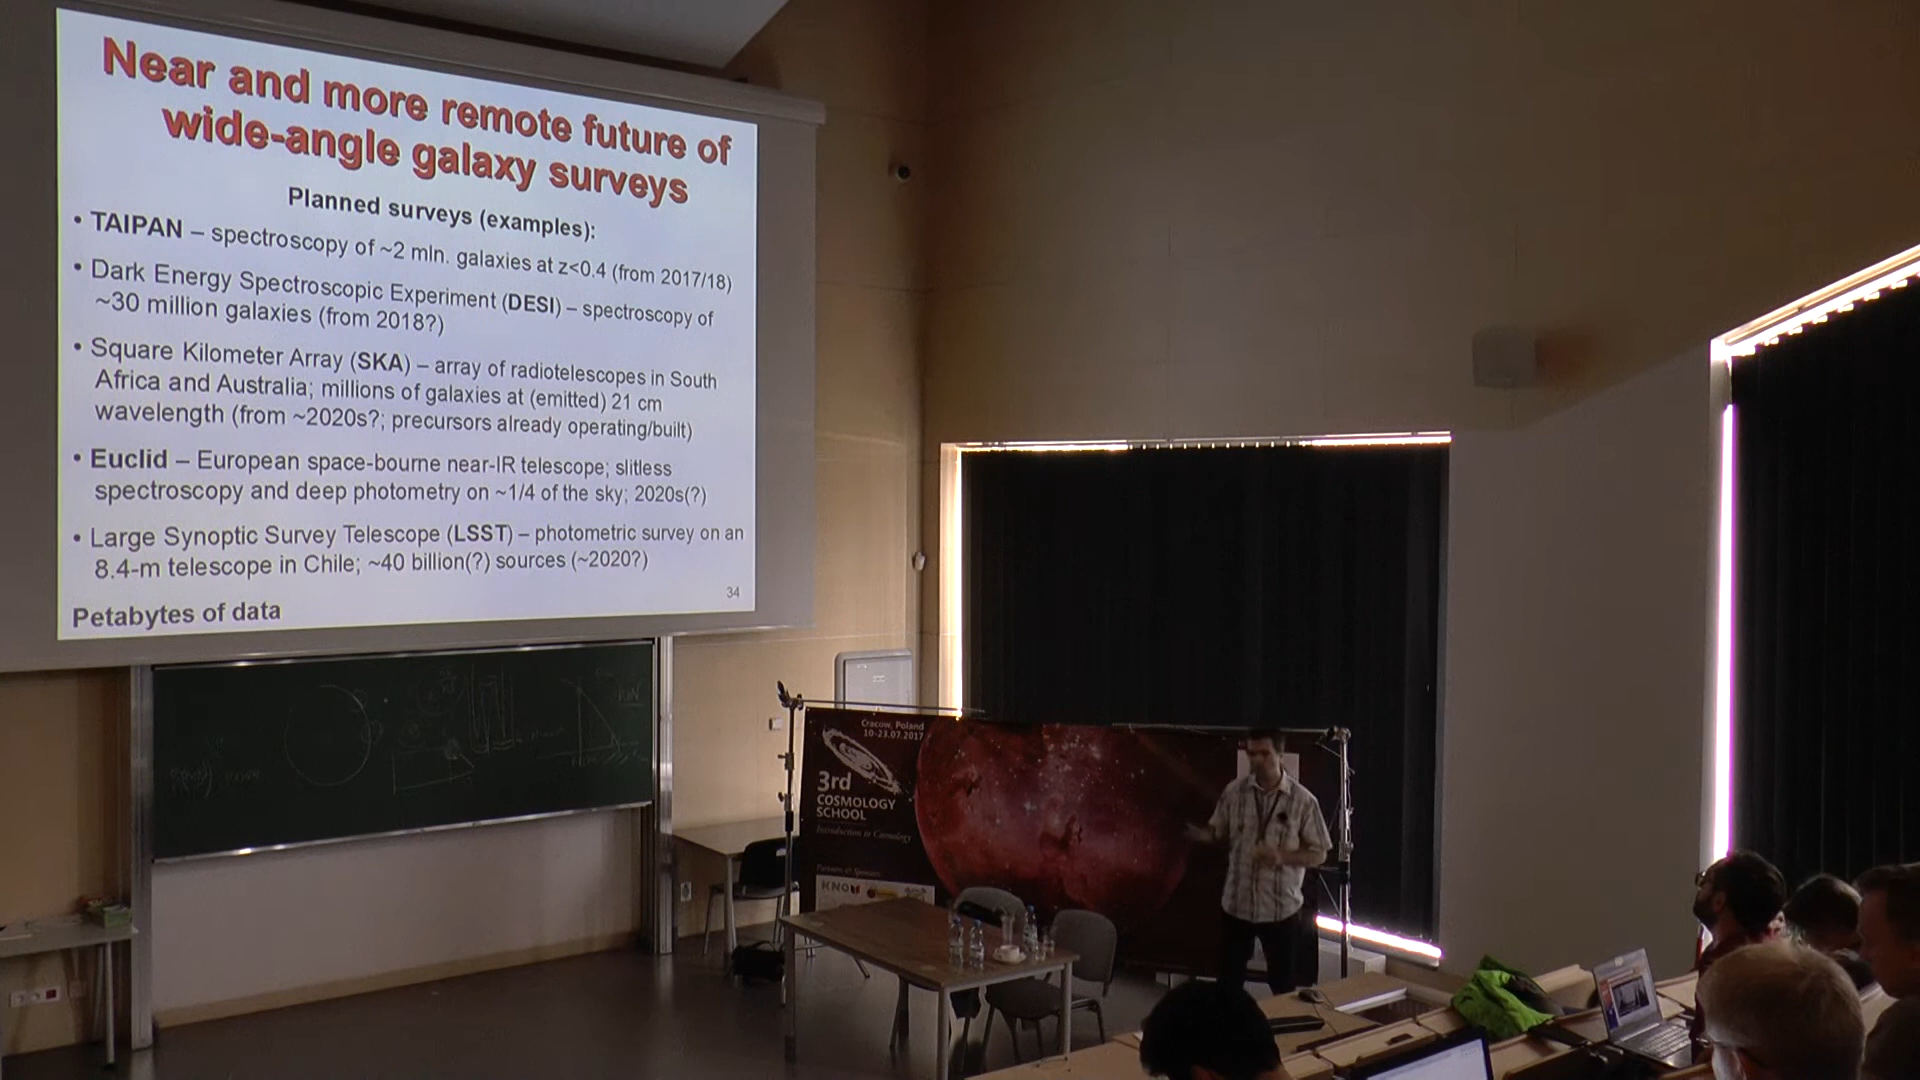 Near and more remote future of
wide-angle galaxy surveys
Planned surveys (examples):
• TAIPAN – spectroscopy of ~2 mln. galaxies at z<0.4 (from 2017/18)
• Dark Energy Spectroscopic Experiment (DESI) – spectroscopy of
~30 million galaxies (from 2018?)
• Square Kilometer Array (SKA) – array of radiotelescopes in South
Africa and Australia; millions of galaxies at (emitted) 21 cm
wavelength (from ~2020s?; precursors already operating/built)
• Euclid – European space-bourne near-IR telescope; slitless
spectroscopy and deep photometry on ~1/4 of the sky; 2020s(?)
• Large Synoptic Survey Telescope (LSST) – photometric survey on an
8.4-m telescope in Chile; ~40 billion(?) sources (~2020?)
34
Petabytes of data
Cracow, Poland
10-23.07.2017
3rd
COSMOLOGY
SCHOOL
Introduction to Cosmology
KNOW